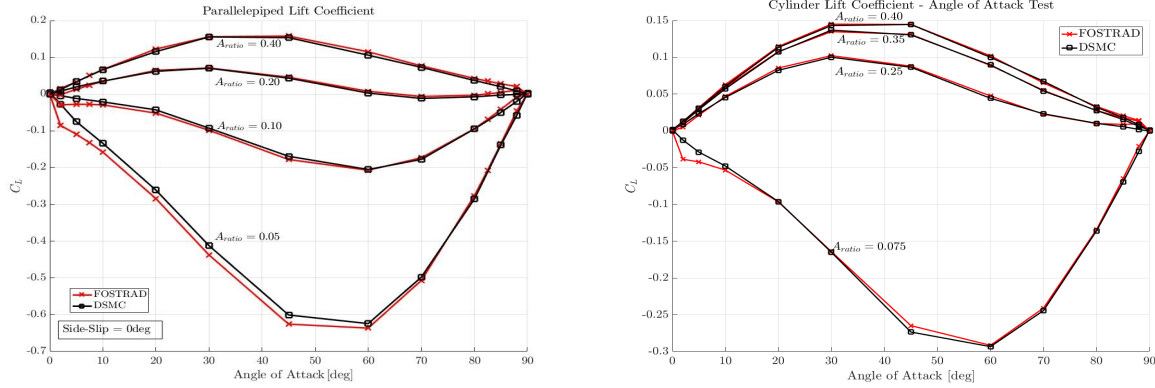 Parallelepiped Lift Coefficient
0.2
0.1
0
-0.1
-0.2
-0.3
-0.4
-0.5
-0.6
-0.7
C_L
A_ratio = 0.40
A_ratio = 0.20
A_ratio = 0.10
A_ratio = 0.05
FOSTRAD
DSMC
Side-Slip = 0deg
0 10 20 30 40 50 60 70 80 90
Angle of Attack [deg]
Cylinder Lift Coefficient - Angle of Attack Test
0.15
0.1
0.05
0
-0.05
-0.1
-0.15
-0.2
-0.25
-0.3
C_L
A_ratio = 0.40
A_ratio = 0.35
A_ratio = 0.25
A_ratio = 0.075
FOSTRAD
DSMC
0 10 20 30 40 50 60 70 80 90
Angle of Attack [deg]